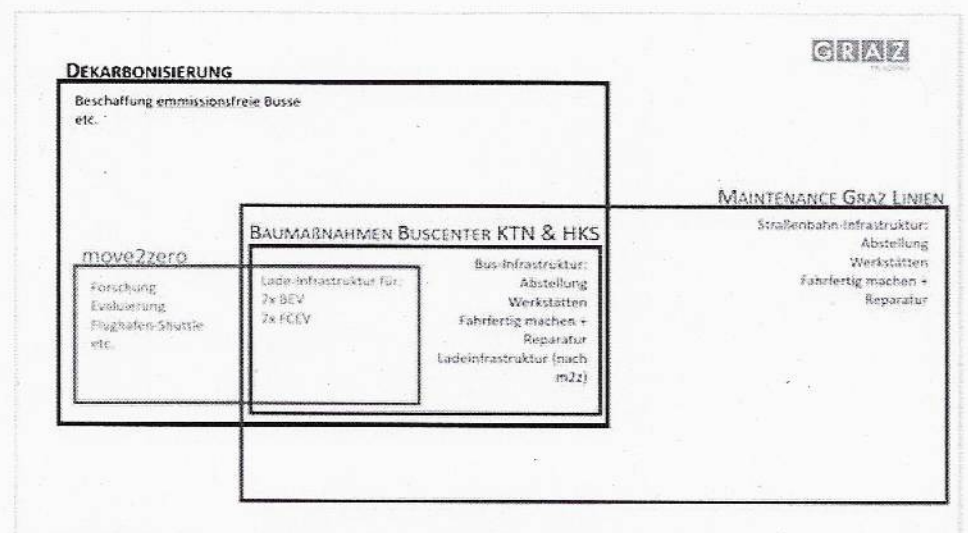 GRAZ
DEKARBONISIERUNG
Beschaffung emmissionsfreie Busse
etc.
MAINTENANCE GRAZ LINIEN
Straßenbahn-Infrastruktur:
Abstellung
Werkstätten
Fahrfertig machen +
Reparatur
BAUMAßNAHMEN BUSCENTER KTN & HKS
Bus-Infrastruktur:
Abstellung
Werkstätten
Fahrfertig machen +
Reparatur
Ladeinfrastruktur (nach
m2z)
move2zero
Forschung
Evaluierung
Flughafen-Shuttle
etc.
Lade-Infrastruktur für:
7x BEV
7x FCEV